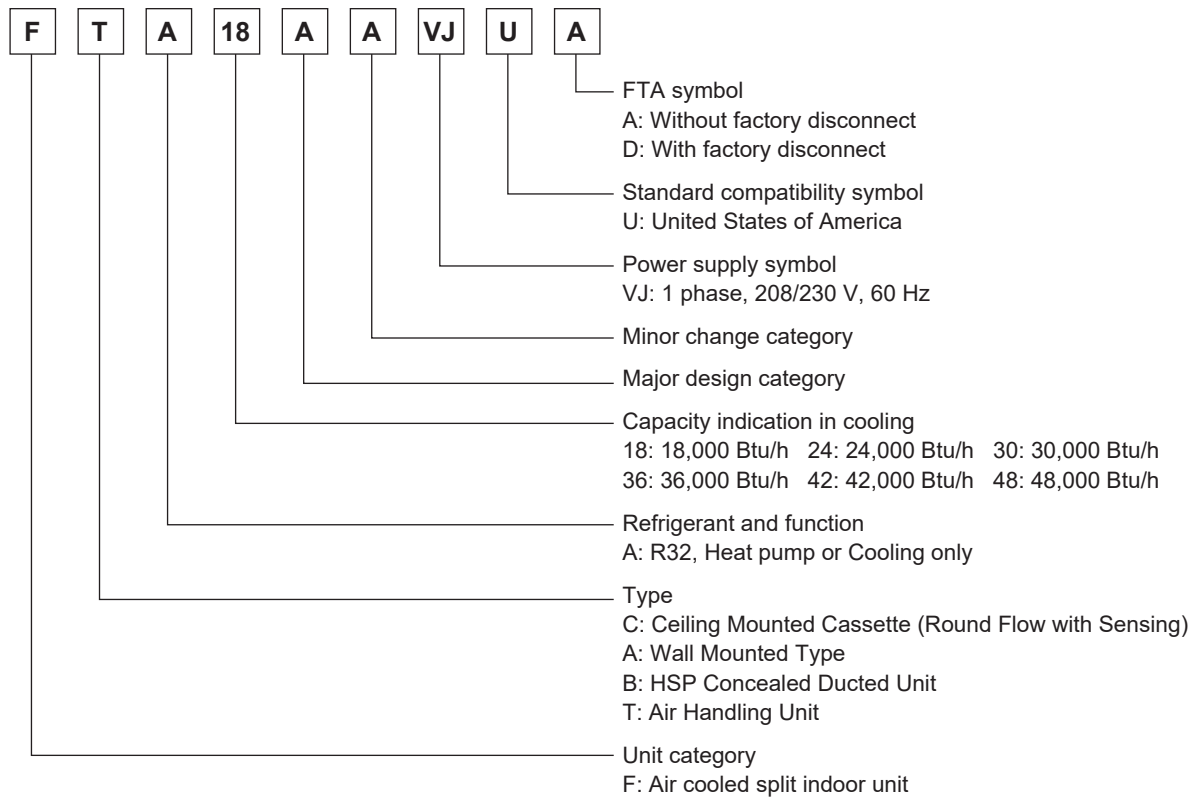 F T A 18 A A VJ U A
FTA symbol
A: Without factory disconnect
D: With factory disconnect
Standard compatibility symbol
U: United States of America
Power supply symbol
VJ: 1 phase, 208/230 V, 60 Hz
Minor change category
Major design category
Capacity indication in cooling
18: 18,000 Btu/h 24: 24,000 Btu/h 30: 30,000 Btu/h
36: 36,000 Btu/h 42: 42,000 Btu/h 48: 48,000 Btu/h
Refrigerant and function
A: R32, Heat pump or Cooling only
Type
C: Ceiling Mounted Cassette (Round Flow with Sensing)
A: Wall Mounted Type
B: HSP Concealed Ducted Unit
T: Air Handling Unit
Unit category
F: Air cooled split indoor unit